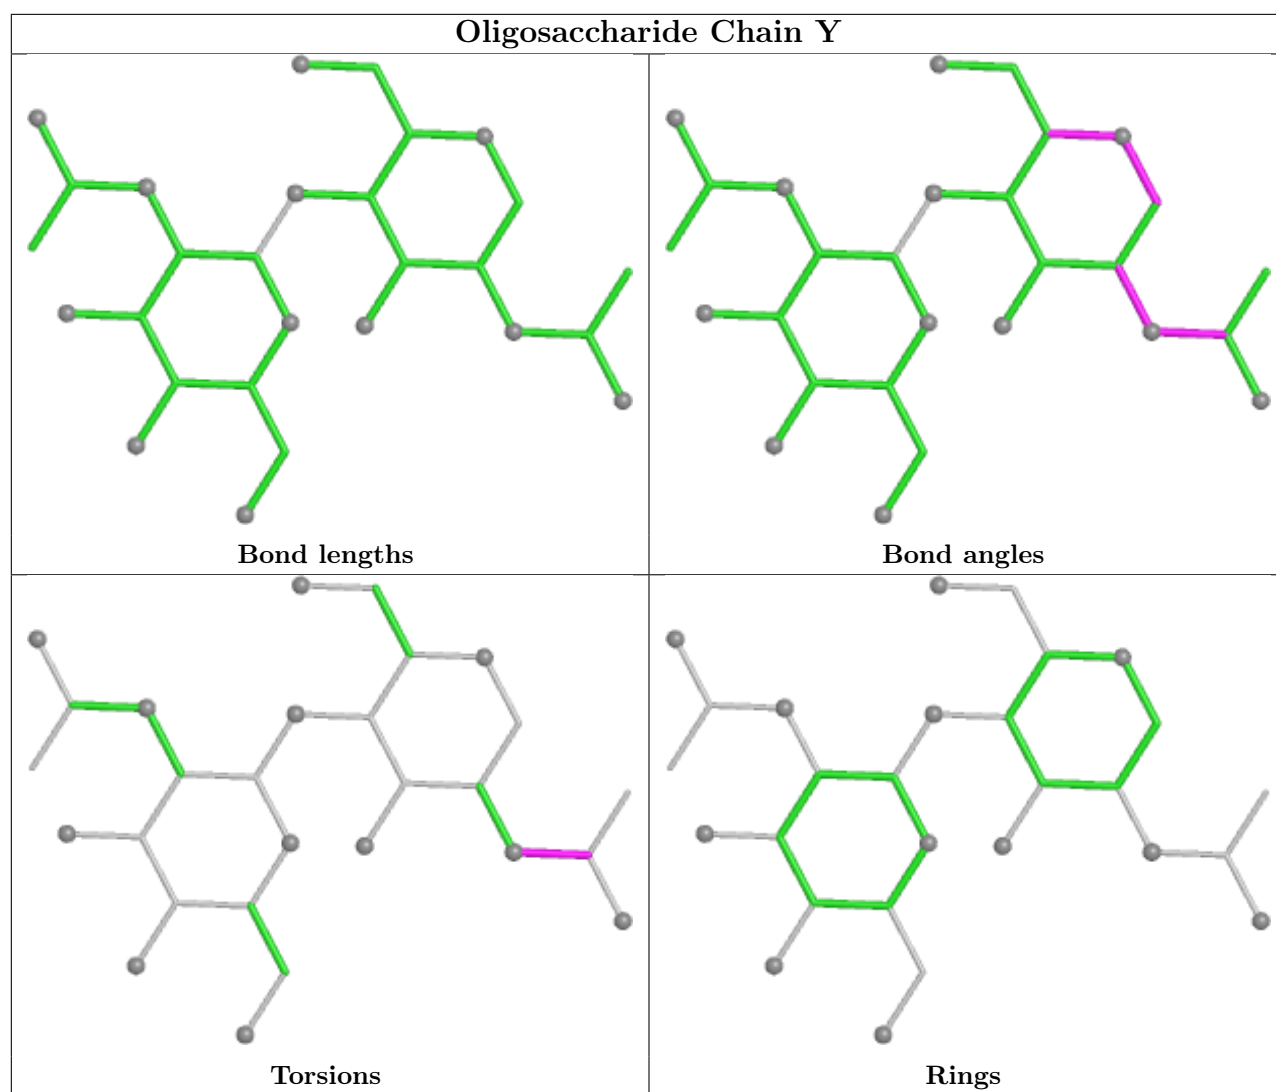 Oligosaccharide Chain Y
Bond lengths
Bond angles
Torsions
Rings